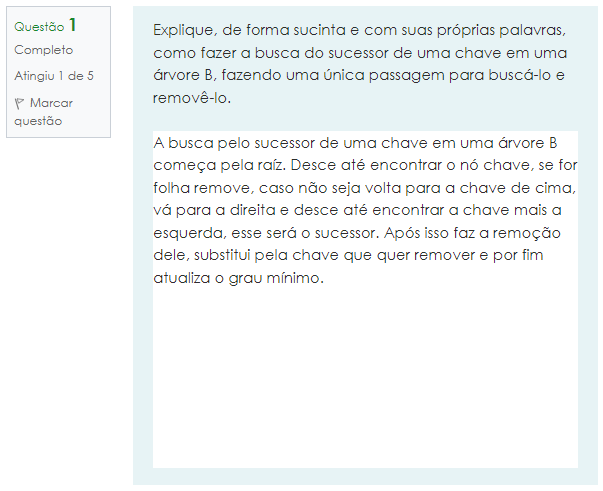 Questão 1
Completo
Atingiu 1 de 5
Marcar
questão
Explique, de forma sucinta e com suas próprias palavras,
como fazer a busca do sucessor de uma chave em uma
árvore B, fazendo uma única passagem para buscá-lo e
removê-lo.
A busca pelo sucessor de uma chave em uma árvore B
começa pela raíz. Desce até encontrar o nó chave, se for
folha remove, caso não seja volta para a chave de cima,
vá para a direita e desce até encontrar a chave mais a
esquerda, esse será o sucessor. Após isso faz a remoção
dele, substitui pela chave que quer remover e por fim
atualiza o grau mínimo.